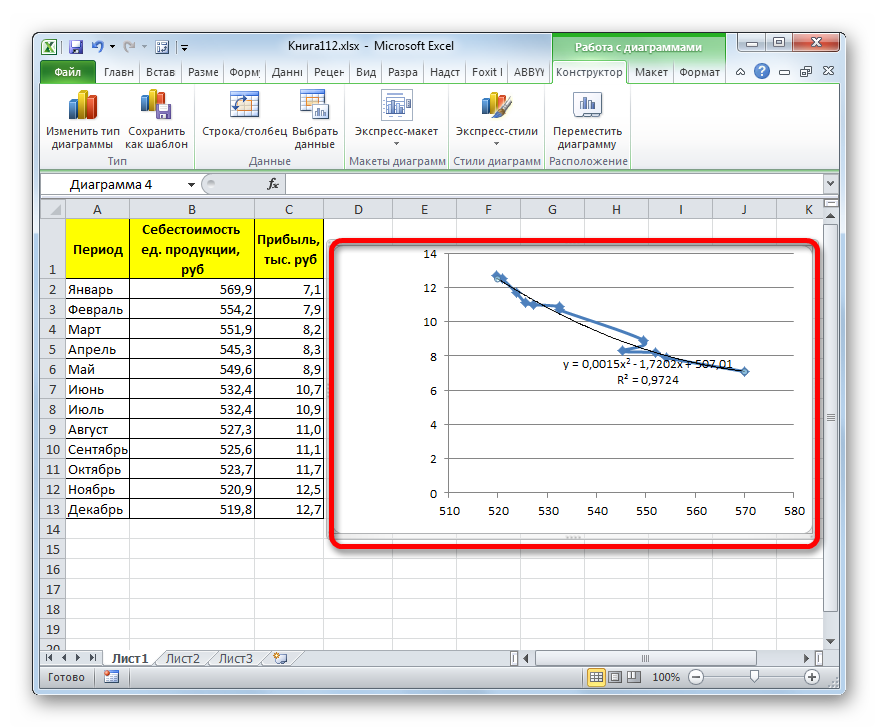 Книга112.xlsx - Microsoft Excel
Работа с диаграммами
Файл Главн Встав Разме Форму Данні Рецен Вид Разра Надст Foxit I ABBYY Конструктор Макет Формат
Изменить тип диаграммы
Сохранить как шаблон
Строка/столбец
Выбрать данные
Экспресс-макет
Экспресс-стили
Переместить диаграмму
Тип Данные Макеты диаграмм Стили диаграмм Расположение
Диаграмма 4 fx
A B C D E F G H I J K
1 Период Себестоимость ед. продукции, руб Прибыль, тыс. руб
2 Январь 569,9 7,1
3 Февраль 554,2 7,9
4 Март 551,9 8,2
5 Апрель 545,3 8,3
6 Май 549,6 8,9
7 Июнь 532,4 10,7
8 Июль 532,4 10,9
9 Август 527,3 11,0
10 Сентябрь 525,6 11,1
11 Октябрь 523,7 11,7
12 Ноябрь 520,9 12,5
13 Декабрь 519,8 12,7
14
15
16
17
18
19
20
14
12
10
8
y = 0,0015x² - 1,7202x + 507,01
R² = 0,9724
6
4
2
0
510 520 530 540 550 560 570 580
Лист1 Лист2 Лист3
Готово 100%